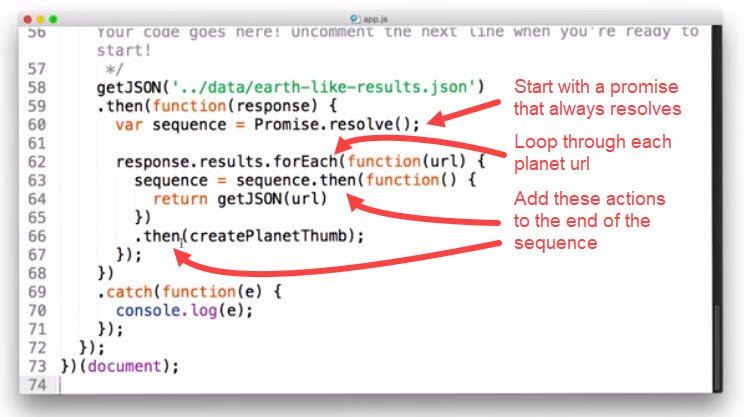 app.js
56 Your code goes here! Uncomment the next line when you're ready to
start!
57 */
58 getJSON('../data/earth-like-results.json')
59 .then(function(response) {
60 var sequence = Promise.resolve();
61
62 response.results.forEach(function(url) {
63 sequence = sequence.then(function() {
64 return getJSON(url)
65 })
66 .then(createPlanetThumb);
67 });
68 })
69 .catch(function(e) {
70 console.log(e);
71 });
72 });
73 })(document);
74
Start with a promise
that always resolves
Loop through each
planet url
Add these actions
to the end of the
sequence